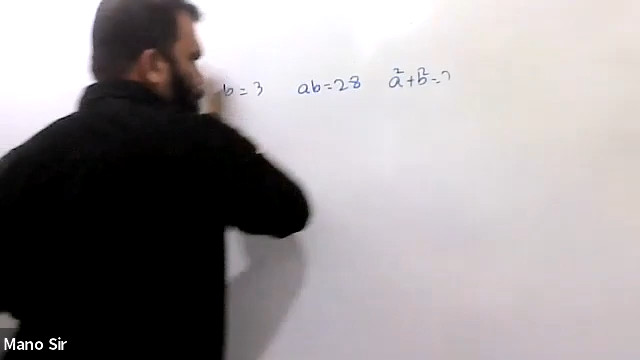 b = 3 ab = 28 a² + b² = ?
Mano Sir